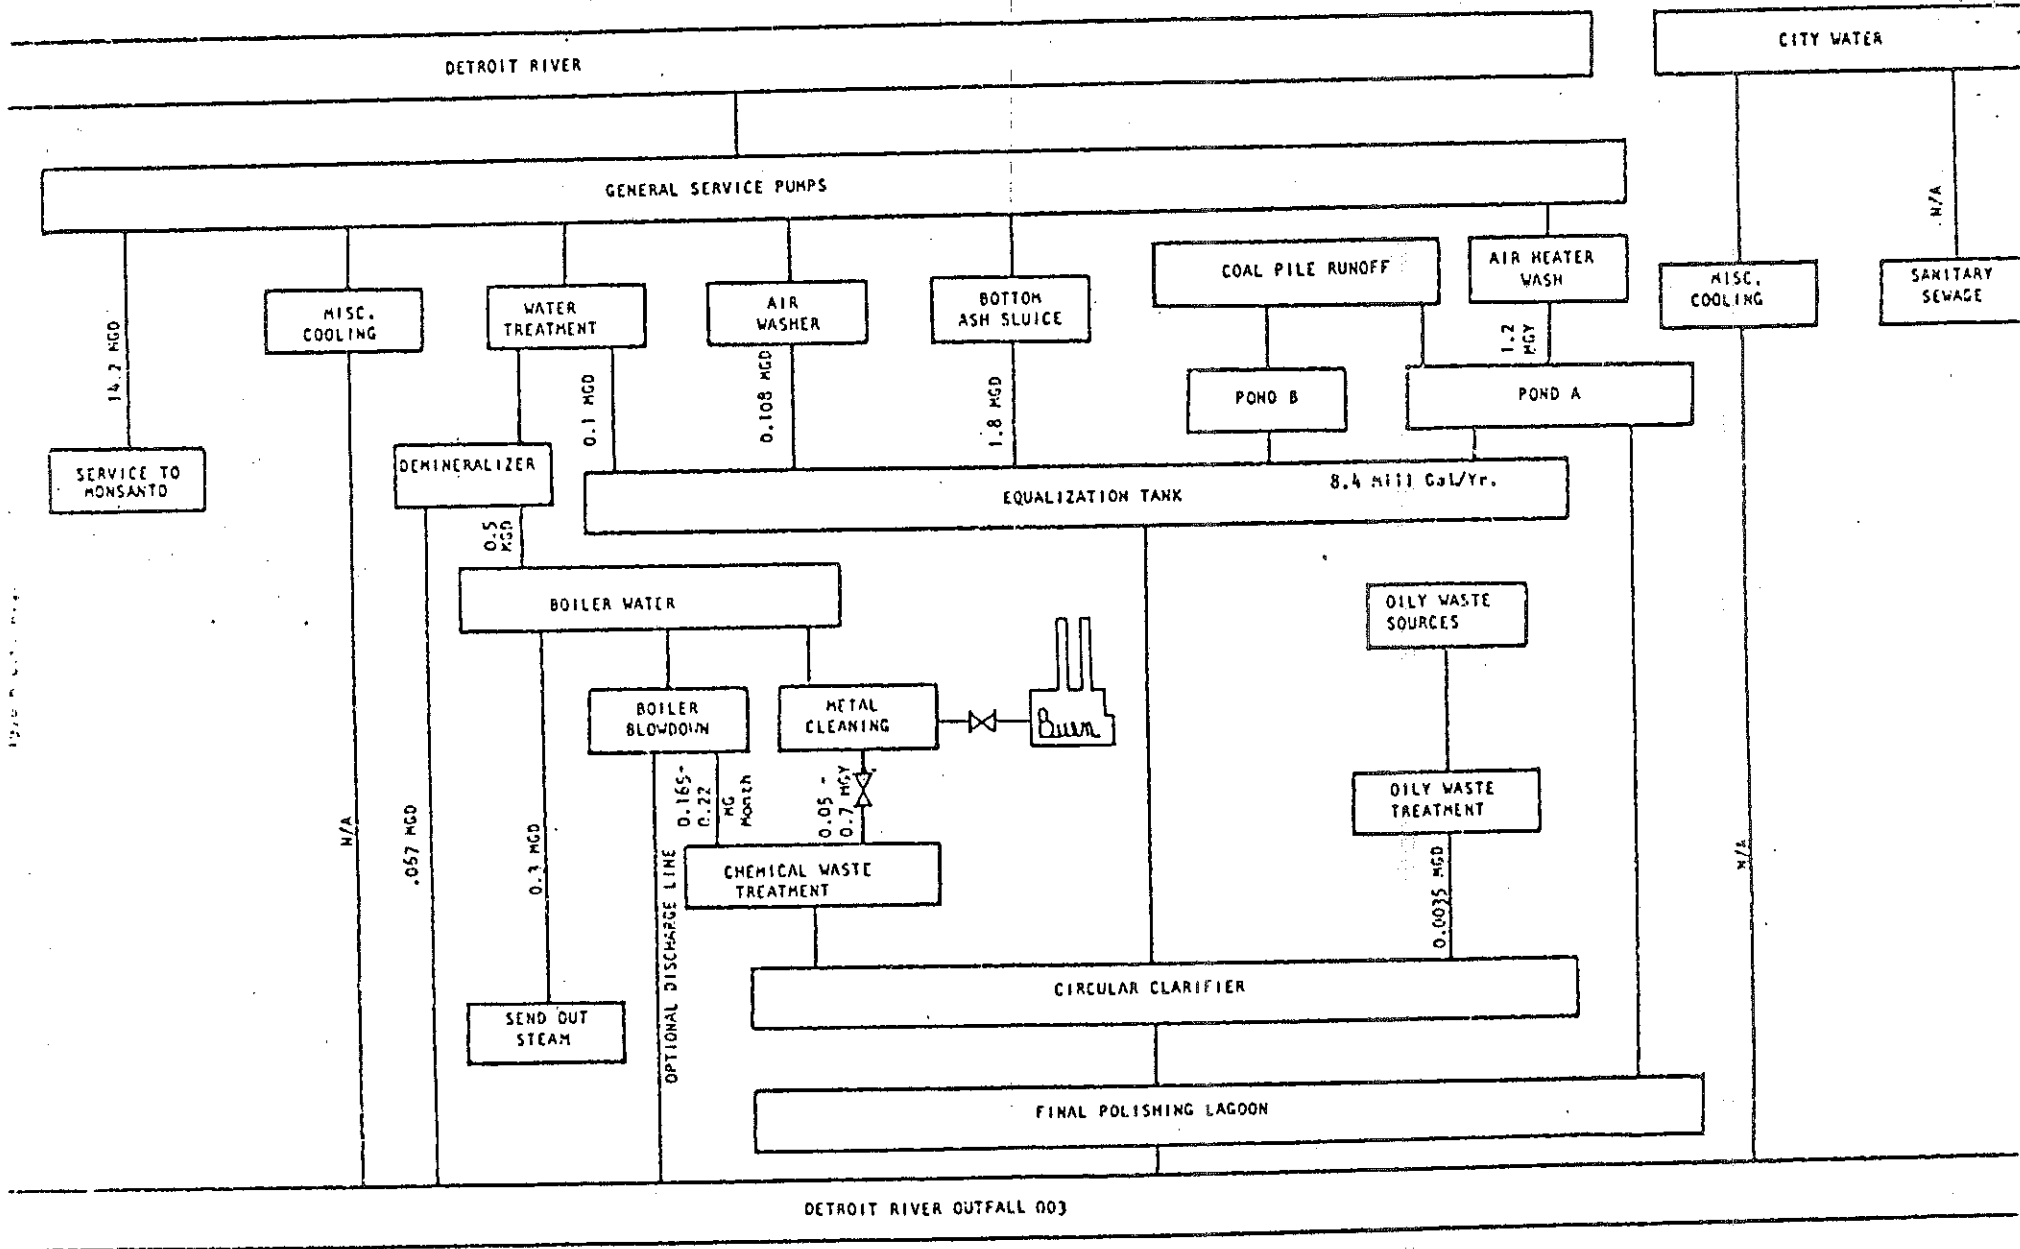 DETROIT RIVER
CITY WATER
GENERAL SERVICE PUMPS
N/A
14.2 MGD
MISC.
COOLING
WATER
TREATMENT
AIR
WASHER
BOTTOM
ASH SLUICE
COAL PILE RUNOFF
AIR HEATER
WASH
MISC.
COOLING
SANITARY
SEWAGE
0.1 MGD
0.108 MGD
1.8 MGD
1.2
MGY
POND B
POND A
SERVICE TO
MONSANTO
DEMINERALIZER
EQUALIZATION TANK
8.4 Mill Gal/Yr.
0.5
MGD
BOILER WATER
OILY WASTE
SOURCES
BOILER
BLOWDOWN
METAL
CLEANING
Burn
0.165-
0.22
MG
Month
0.05 -
0.7 MGY
OILY WASTE
TREATMENT
N/A
.067 MGD
0.3 MGD
OPTIONAL DISCHARGE LINE
CHEMICAL WASTE
TREATMENT
0.0035 MGD
N/A
CIRCULAR CLARIFIER
SEND OUT
STEAM
FINAL POLISHING LAGOON
DETROIT RIVER OUTFALL 003